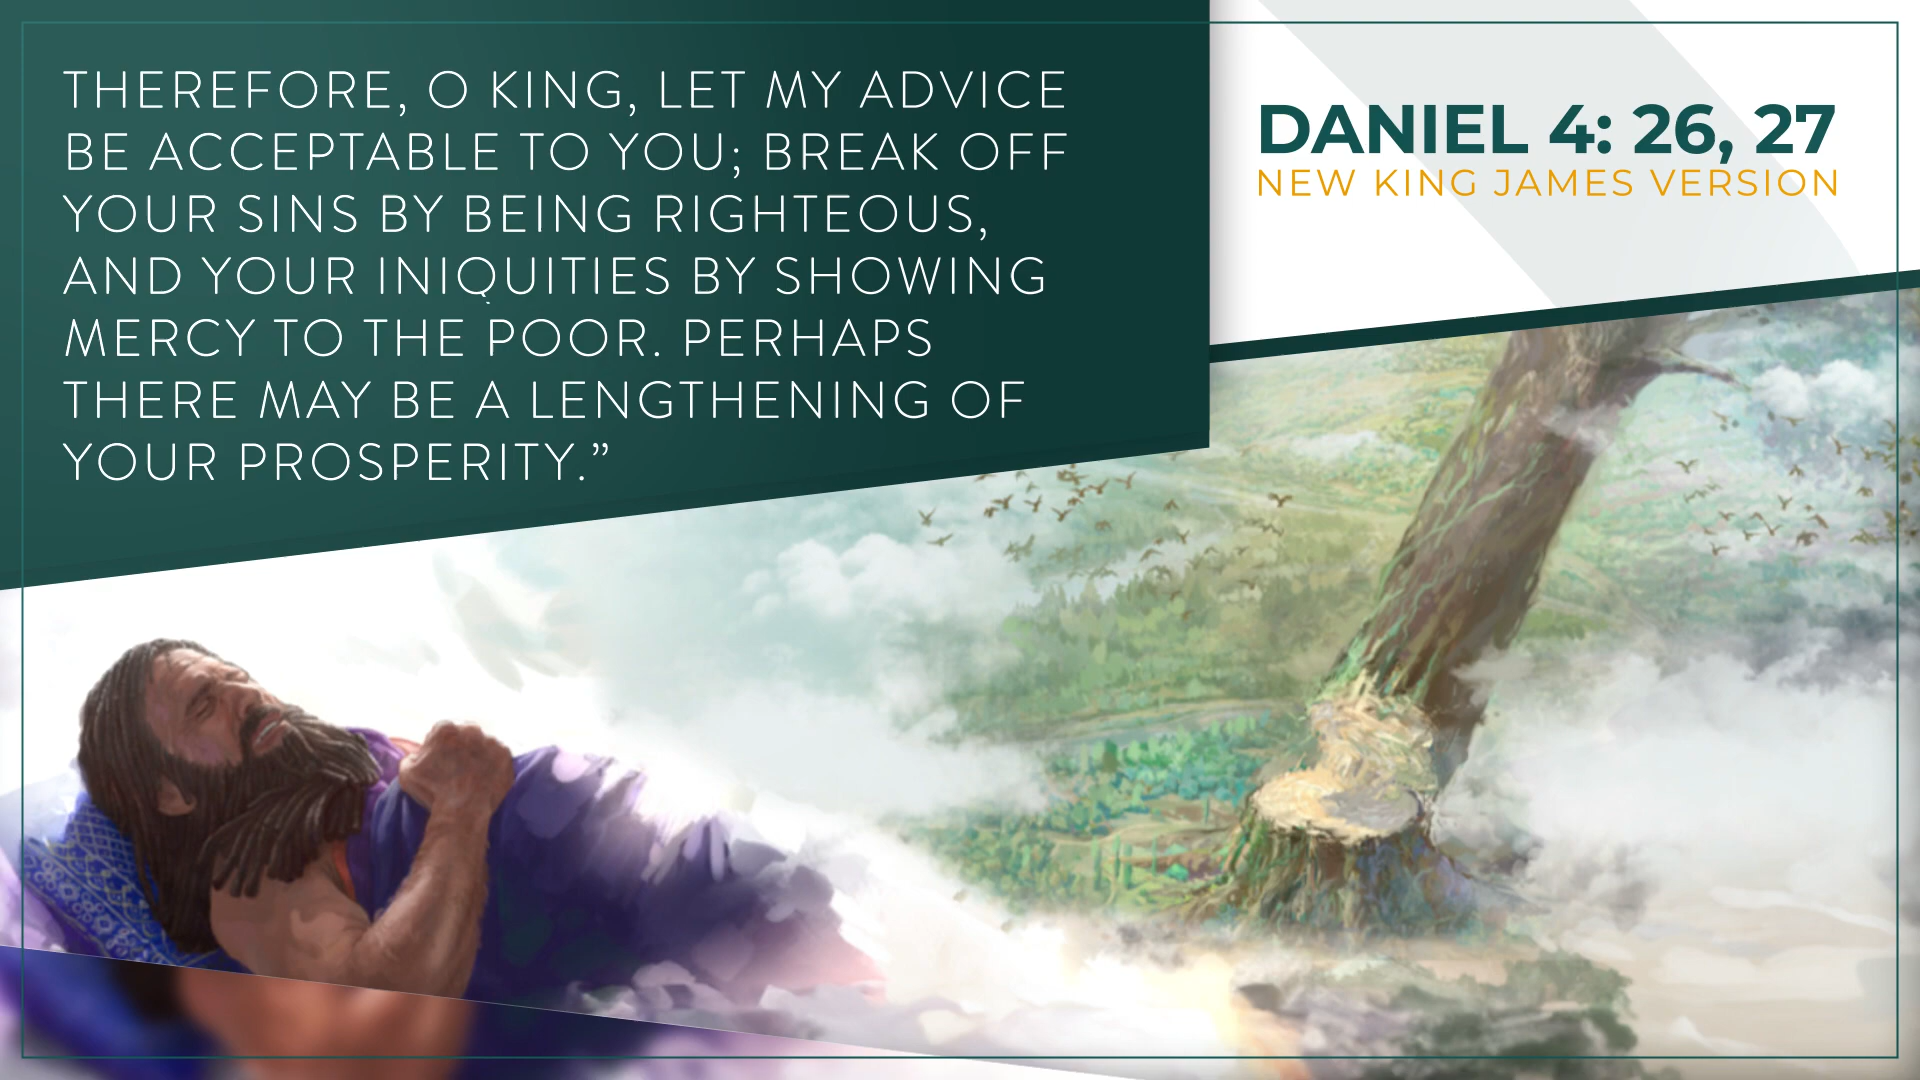 THEREFORE, O KING, LET MY ADVICE
BE ACCEPTABLE TO YOU; BREAK OFF
YOUR SINS BY BEING RIGHTEOUS,
AND YOUR INIQUITIES BY SHOWING
MERCY TO THE POOR. PERHAPS
THERE MAY BE A LENGTHENING OF
YOUR PROSPERITY.”
DANIEL 4: 26, 27
NEW KING JAMES VERSION